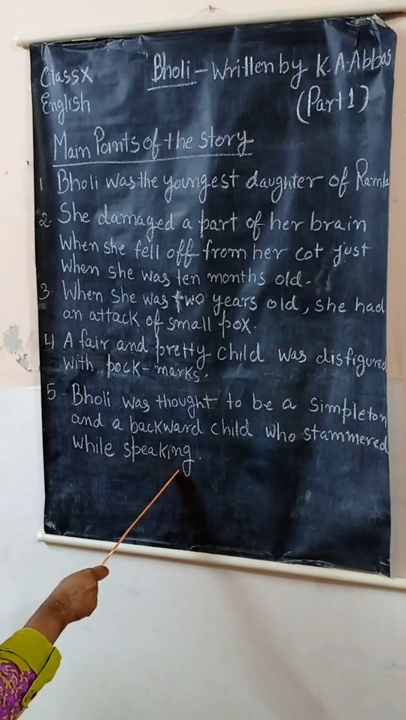 Class X
English
Bholi - Written by K.A. Abbas
(Part 1)
Main Points of the story
1 Bholi was the youngest daughter of Ramla
2. She damaged a part of her brain
when she fell off from her cot just
when she was ten months old.
3. When she was two years old, she had
an attack of small pox.
4 A fair and pretty child was disfigured
with pock-marks.
5. Bholi was thought to be a simpleton
and a backward child who stammered
while speaking.